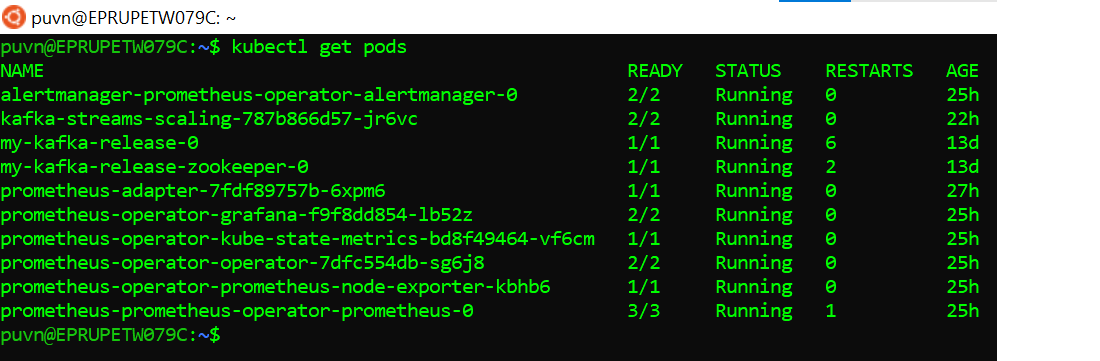 puvn@EPRUPETW079C: ~
puvn@EPRUPETW079C:~$ kubectl get pods
NAME READY STATUS RESTARTS AGE
alertmanager-prometheus-operator-alertmanager-0 2/2 Running 0 25h
kafka-streams-scaling-787b866d57-jr6vc 2/2 Running 0 22h
my-kafka-release-0 1/1 Running 6 13d
my-kafka-release-zookeeper-0 1/1 Running 2 13d
prometheus-adapter-7fdf89757b-6xpm6 1/1 Running 0 27h
prometheus-operator-grafana-f9f8dd854-lb52z 2/2 Running 0 25h
prometheus-operator-kube-state-metrics-bd8f49464-vf6cm 1/1 Running 0 25h
prometheus-operator-operator-7dfc554db-sg6j8 2/2 Running 0 25h
prometheus-operator-prometheus-node-exporter-kbhb6 1/1 Running 0 25h
prometheus-prometheus-operator-prometheus-0 3/3 Running 1 25h
puvn@EPRUPETW079C:~$